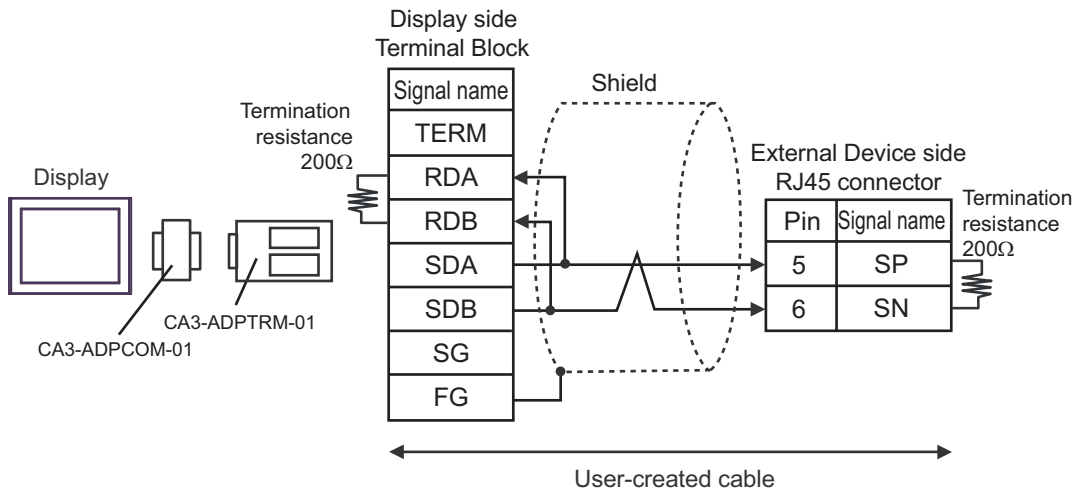 Display side
Terminal Block
Signal name
TERM
RDA
RDB
SDA
SDB
SG
FG
Shield
Termination
resistance
200Ω
Display
CA3-ADPTRM-01
CA3-ADPCOM-01
External Device side
RJ45 connector
Pin Signal name
5 SP
6 SN
Termination
resistance
200Ω
User-created cable